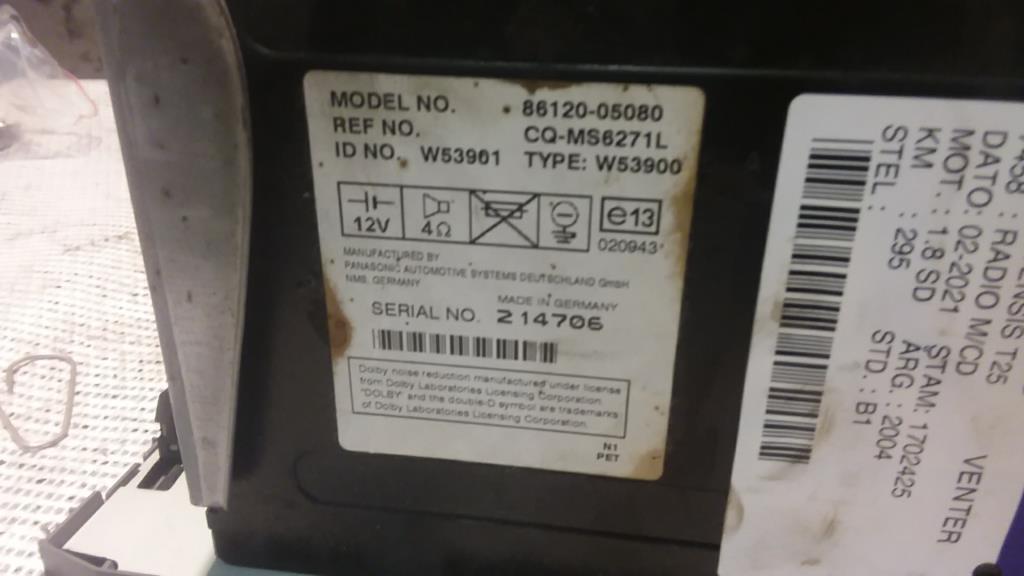 MODEL NO. 86120-05080
REF NO. CQ-MS6271L
ID NO. W53901 TYPE: W53900
12V
4Ω
e13
020943
MANUFACTURED BY
PANASONIC AUTOMOTIVE SYSTEMS DEUTSCHLAND GmbH
NMS, GERMANY
MADE IN GERMANY
SERIAL NO. 214706
Dolby noise reduction manufactured under license
from Dolby Laboratories Licensing Corporation.
"DOLBY" and the double-D symbol are trademarks
of Dolby Laboratories Licensing Corporation.
N1
PET
ENSIS T25 VENTER
: RADIO M/CD
DATO: 02-2021 STAM: 1702425
MOT. : 1.8 SD ARG. : 2004
KM : 295 STD. : B1
STEL :